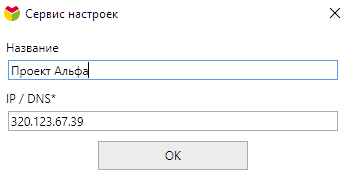 Сервис настроек
Название
Проект Альфа
IP / DNS*
320.123.67.39
OK